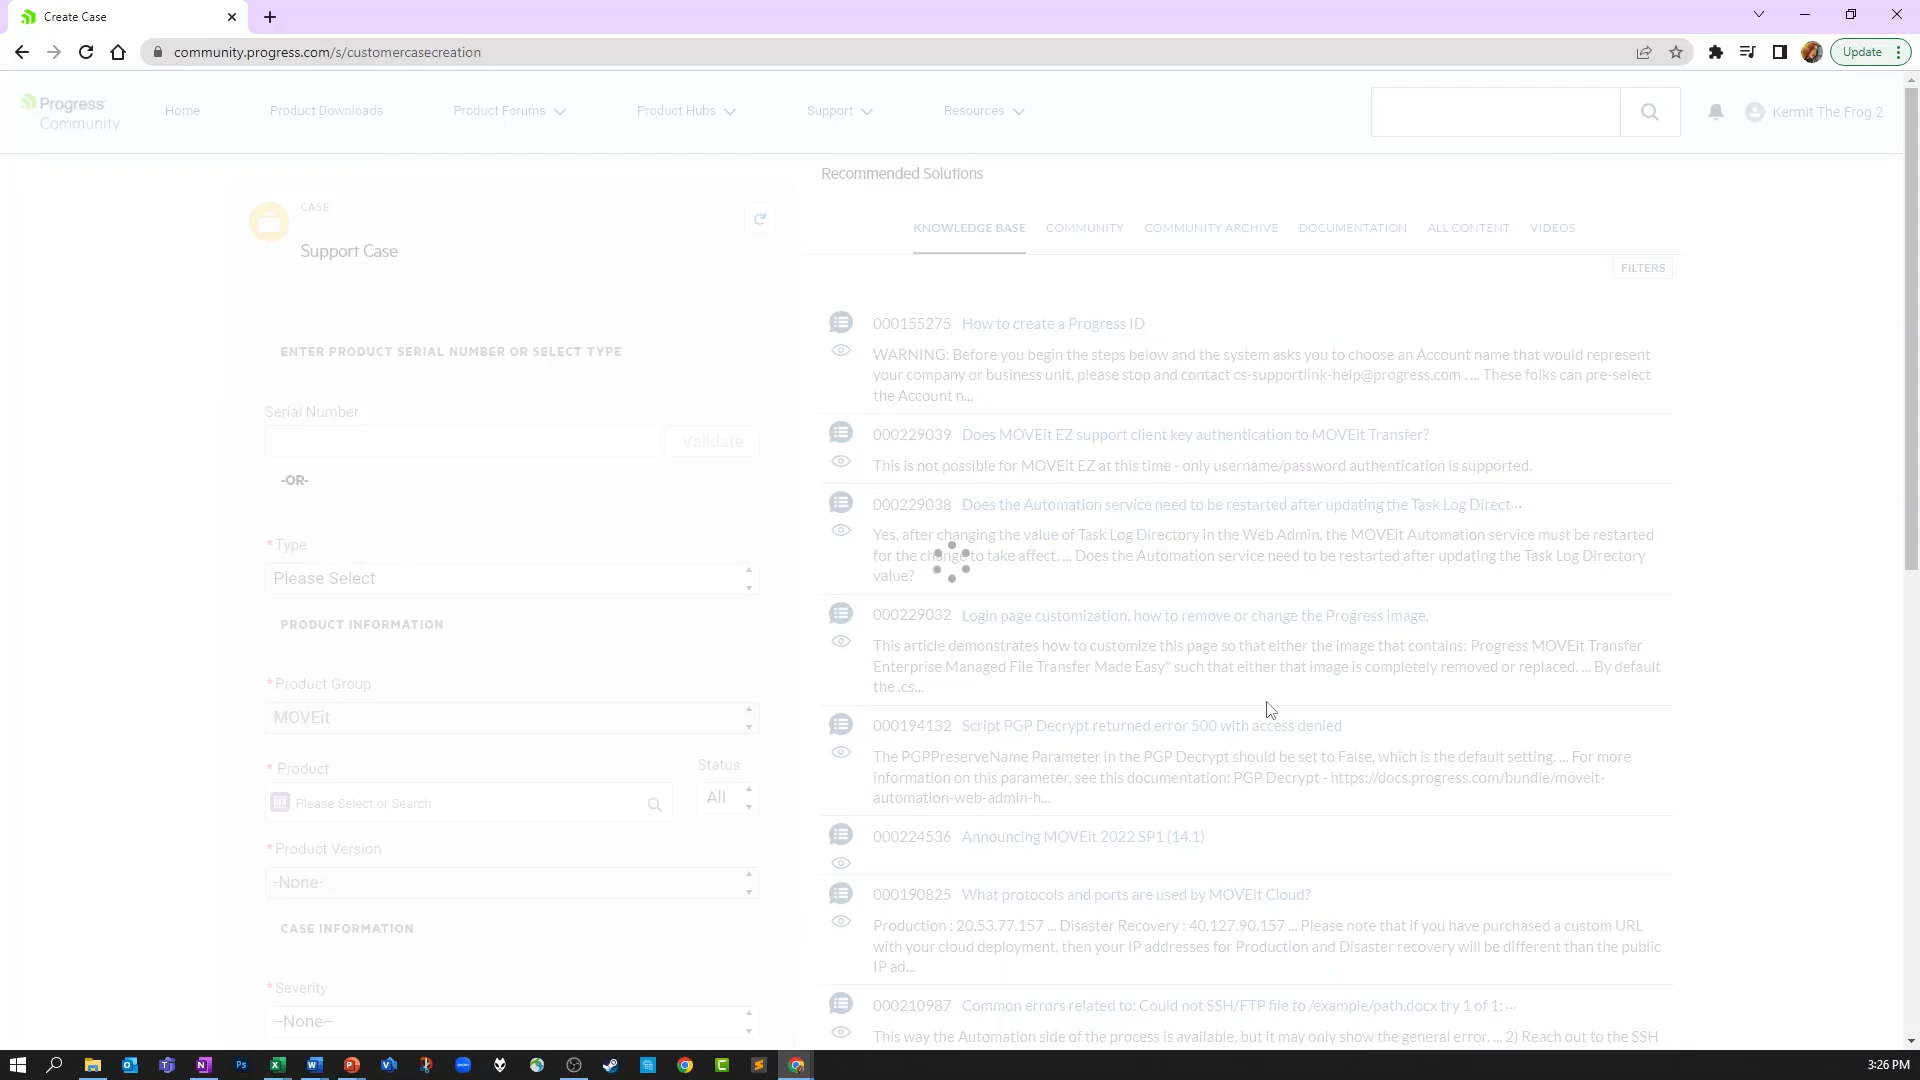 Create Case
community.progress.com/s/customercasecreation
Update
Progress
Community
Home
Product Downloads
Product Forums
Product Hubs
Support
Resources
Kermit The Frog 2
CASE
Support Case
ENTER PRODUCT SERIAL NUMBER OR SELECT TYPE
Serial Number
Validate
-OR-
*Type
Please Select
PRODUCT INFORMATION
*Product Group
MOVEit
* Product
Status
Please Select or Search
All
*Product Version
-None-
CASE INFORMATION
*Severity
--None--
Recommended Solutions
KNOWLEDGE BASE
COMMUNITY
COMMUNITY ARCHIVE
DOCUMENTATION
ALL CONTENT
VIDEOS
FILTERS
000155275 How to create a Progress ID
WARNING: Before you begin the steps below and the system asks you to choose an Account name that would represent
your company or business unit, please stop and contact cs-supportlink-help@progress.com . ... These folks can pre-select
the Account n...
000229039 Does MOVEit EZ support client key authentication to MOVEit Transfer?
This is not possible for MOVEit EZ at this time - only username/password authentication is supported.
000229038 Does the Automation service need to be restarted after updating the Task Log Direct...
Yes, after changing the value of Task Log Directory in the Web Admin, the MOVEit Automation service must be restarted
for the change to take affect. ... Does the Automation service need to be restarted after updating the Task Log Directory
value?
000229032 Login page customization, how to remove or change the Progress image.
This article demonstrates how to customize this page so that either the image that contains: Progress MOVEit Transfer
Enterprise Managed File Transfer Made Easy" such that either that image is completely removed or replaced. ... By default
the .cs...
000194132 Script PGP Decrypt returned error 500 with access denied
The PGPPreserveName Parameter in the PGP Decrypt should be set to False, which is the default setting. ... For more
information on this parameter, see this documentation: PGP Decrypt - https://docs.progress.com/bundle/moveit-
automation-web-admin-h...
000224536 Announcing MOVEit 2022 SP1 (14.1)
000190825 What protocols and ports are used by MOVEit Cloud?
Production : 20.53.77.157 ... Disaster Recovery : 40.127.90.157 ... Please note that if you have purchased a custom URL
with your cloud deployment, then your IP addresses for Production and Disaster recovery will be different than the public
IP ad...
000210987 Common errors related to: Could not SSH/FTP file to /example/path.docx try 1 of 1: ...
This way the Automation side of the process is available, but it may only show the general error. ... 2) Reach out to the SSH
3:26 PM